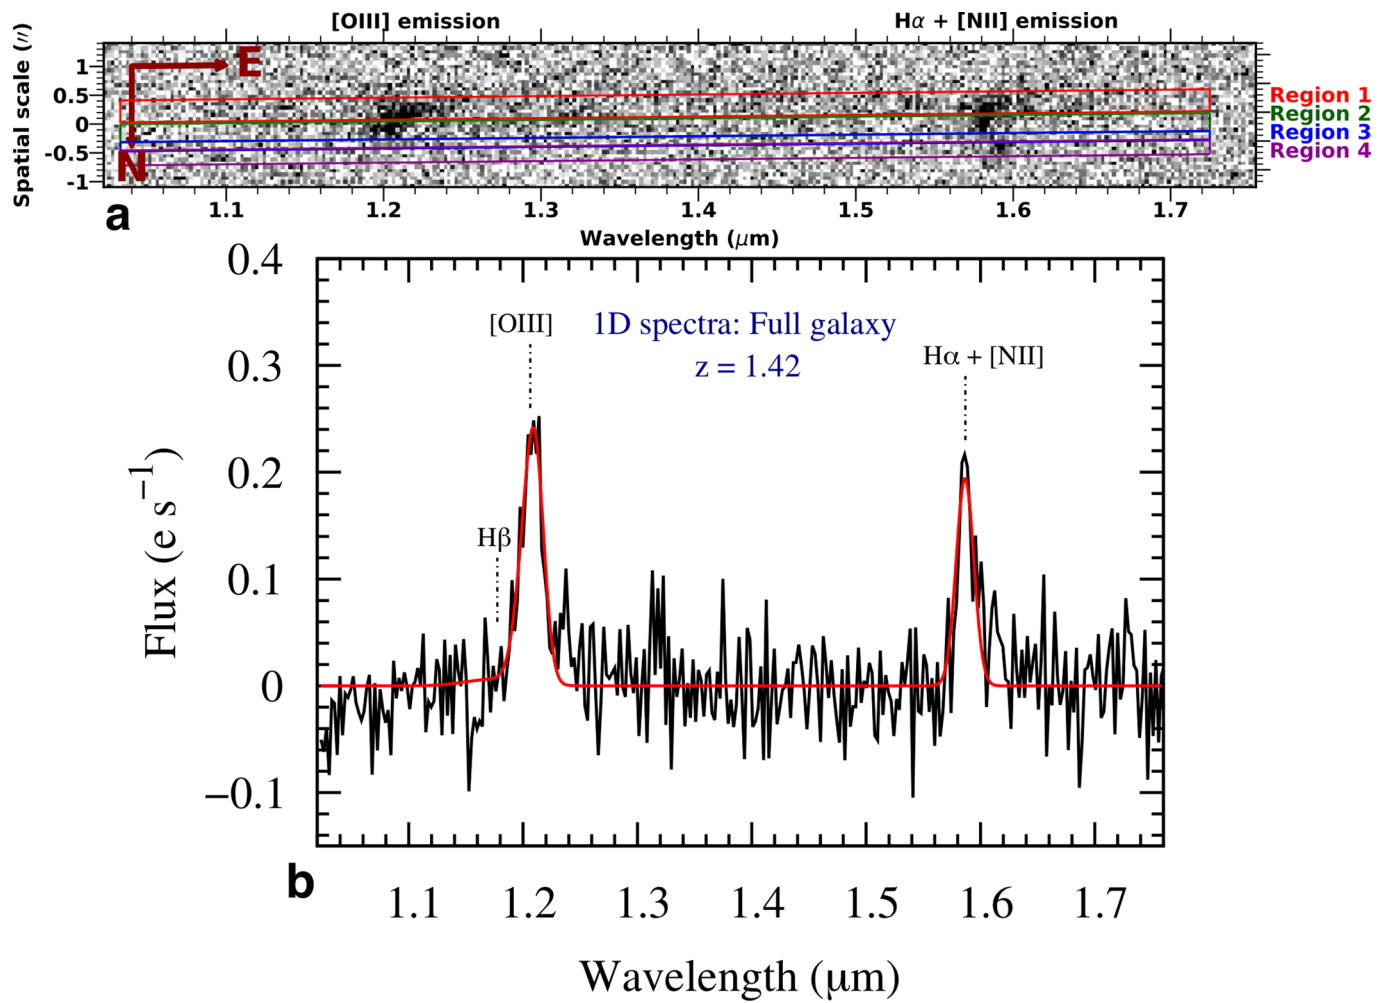 [OIII] emission
Hα + [NII] emission
Spatial scale (″)
1
0.5
0
-0.5
-1
E
N
Region 1
Region 2
Region 3
Region 4
a
1.1 1.2 1.3 1.4 1.5 1.6 1.7
Wavelength (μm)
0.4
0.3
0.2
0.1
0
−0.1
Flux (e s⁻¹)
[OIII]
1D spectra: Full galaxy
z = 1.42
Hα + [NII]
Hβ
b
1.1 1.2 1.3 1.4 1.5 1.6 1.7
Wavelength (μm)